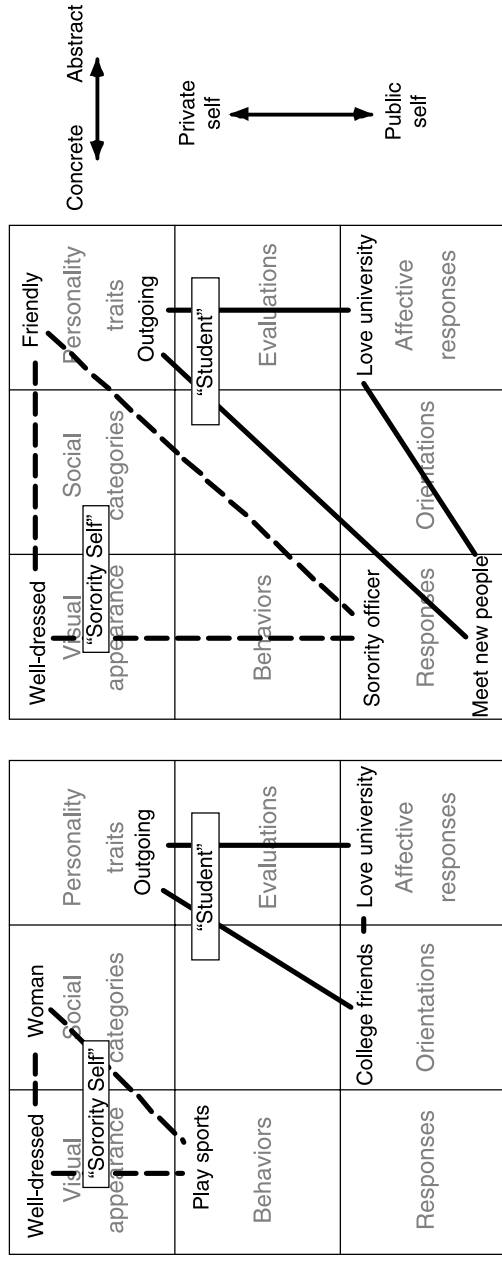 Well-dressed
Woman
Visual
appearance
Social
categories
Personality
traits
"Sorority Self"
Outgoing
Play sports
"Student"
Behaviors
Evaluations
College friends
Love university
Responses
Orientations
Affective
responses
Well-dressed
Friendly
Visual
appearance
Social
categories
Personality
traits
"Sorority Self"
Outgoing
"Student"
Behaviors
Evaluations
Sorority officer
Love university
Responses
Orientations
Affective
responses
Meet new people
Concrete
Abstract
Private
self
Public
self